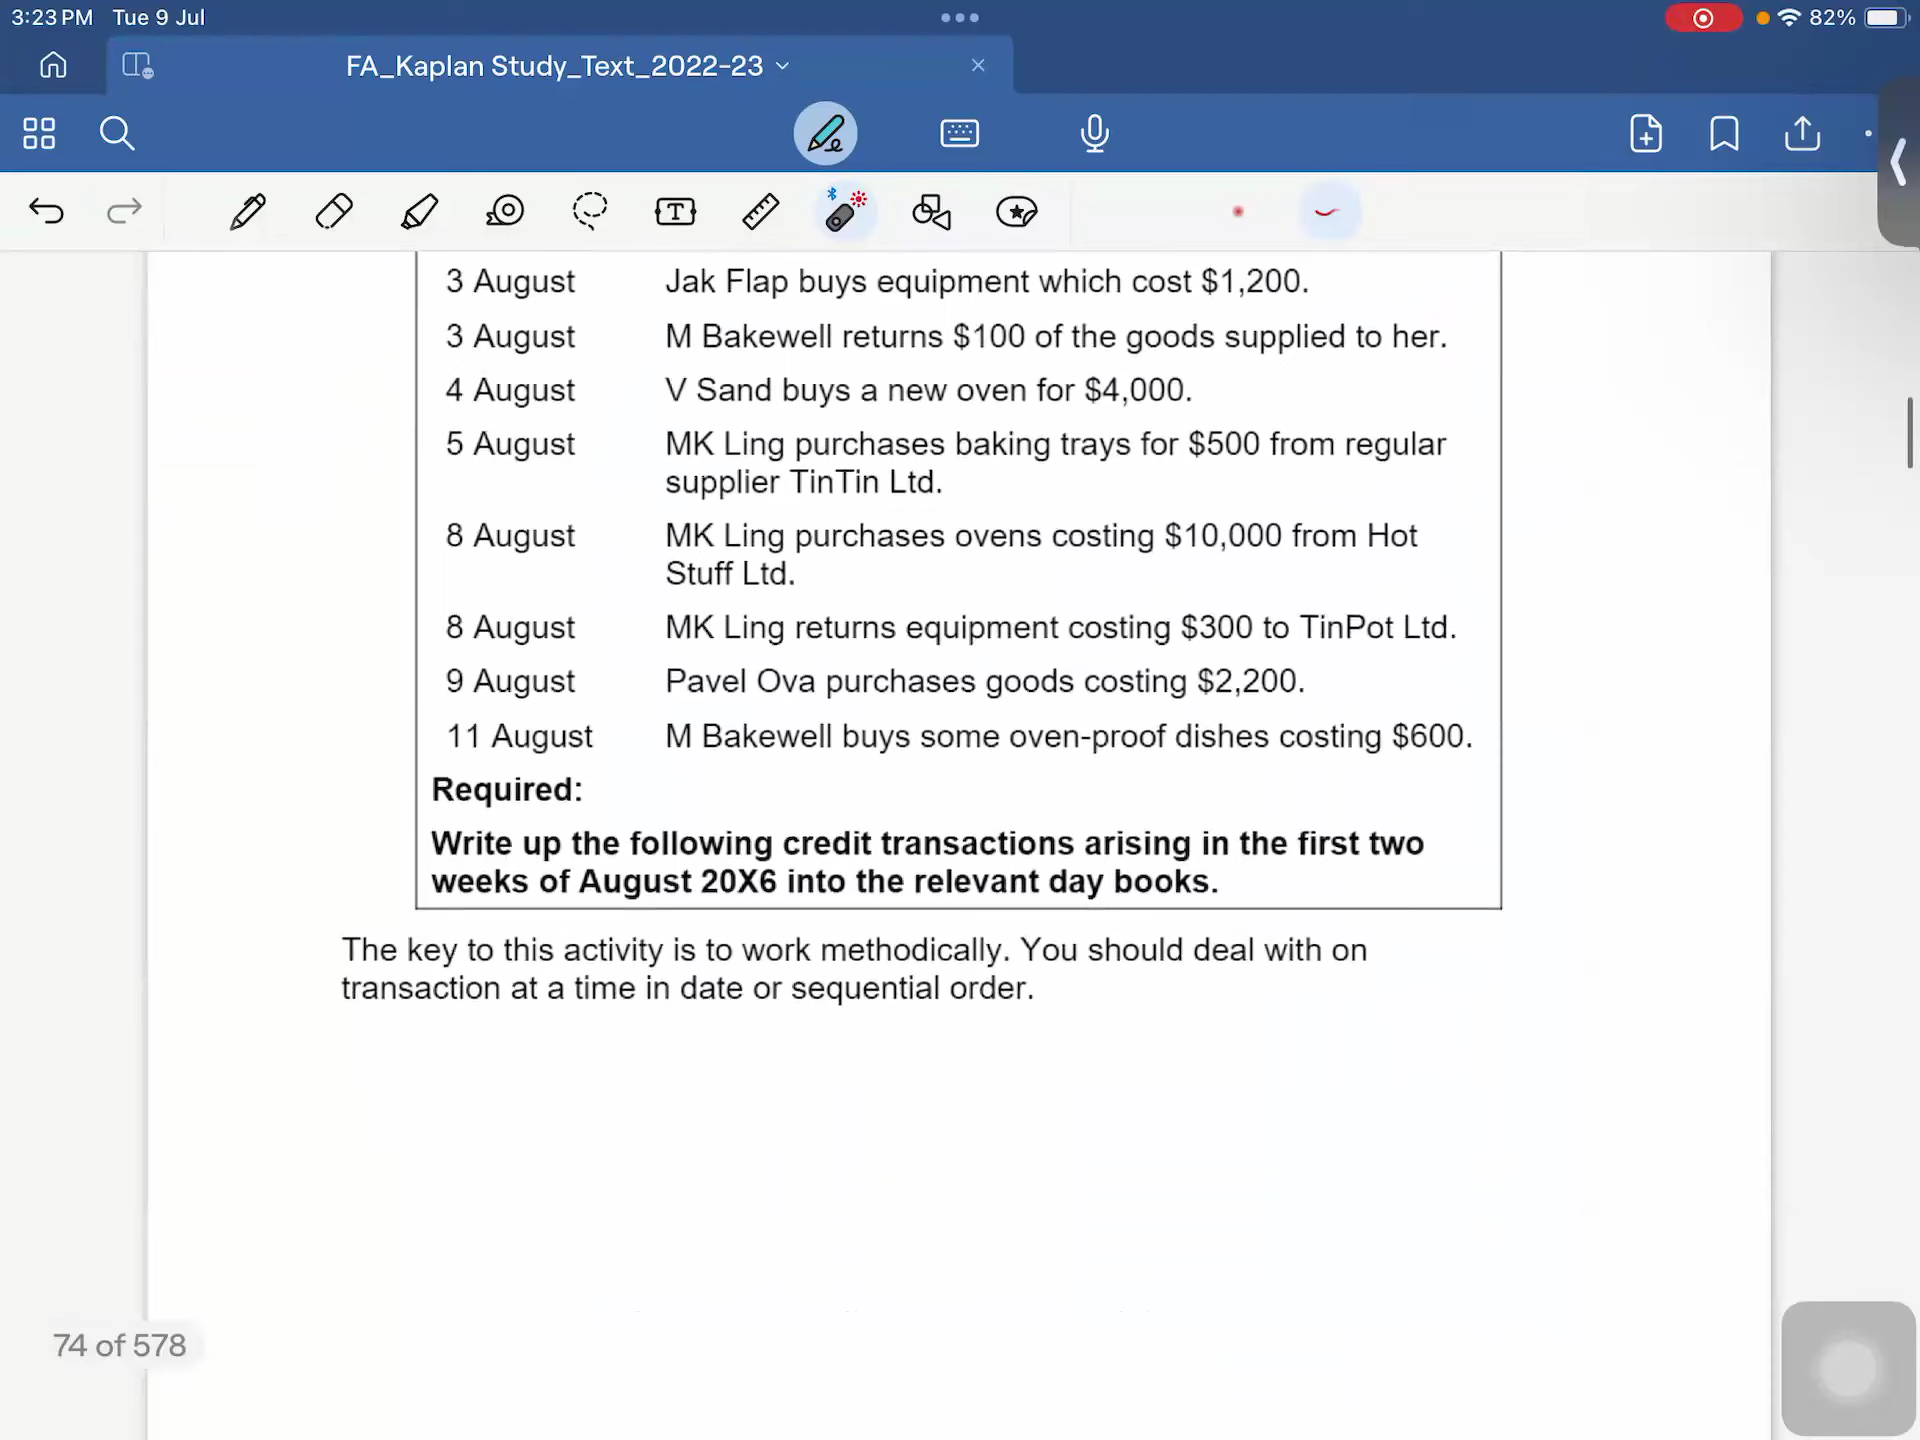 3:23 PM Tue 9 Jul
82%
FA_Kaplan Study_Text_2022-23
3 August Jak Flap buys equipment which cost $1,200.
3 August M Bakewell returns $100 of the goods supplied to her.
4 August V Sand buys a new oven for $4,000.
5 August MK Ling purchases baking trays for $500 from regular
supplier TinTin Ltd.
8 August MK Ling purchases ovens costing $10,000 from Hot
Stuff Ltd.
8 August MK Ling returns equipment costing $300 to TinPot Ltd.
9 August Pavel Ova purchases goods costing $2,200.
11 August M Bakewell buys some oven-proof dishes costing $600.
Required:
Write up the following credit transactions arising in the first two
weeks of August 20X6 into the relevant day books.
The key to this activity is to work methodically. You should deal with on
transaction at a time in date or sequential order.
74 of 578